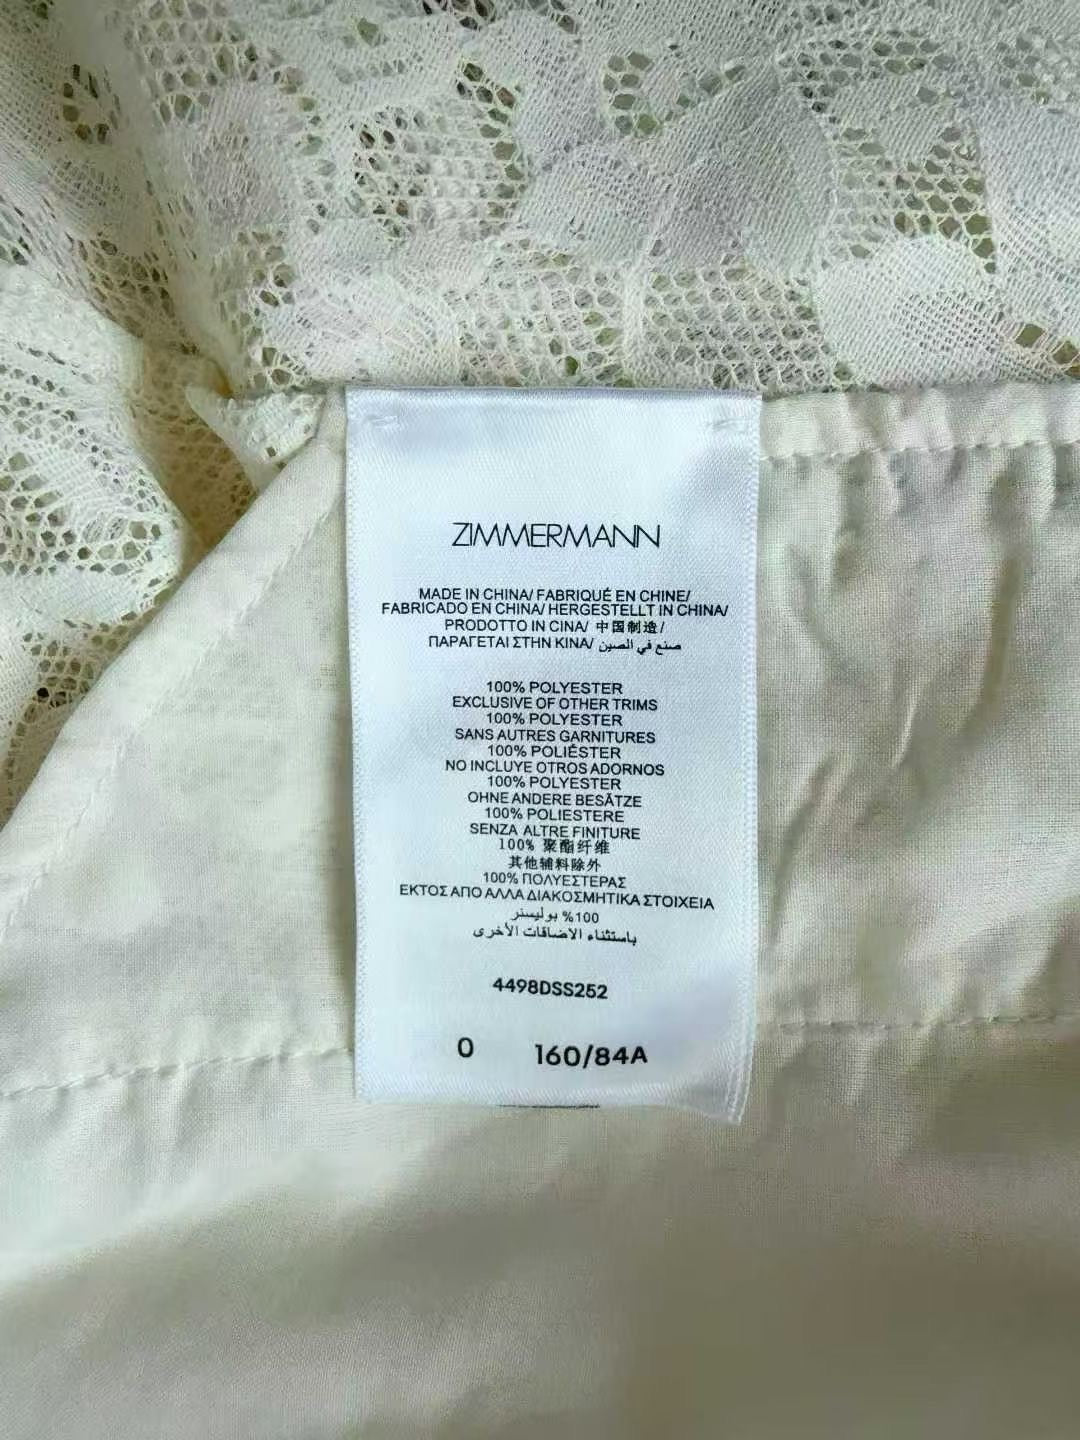 ZIMMERMANN
MADE IN CHINA/ FABRIQUÉ EN CHINE/
FABRICADO EN CHINA/ HERGESTELLT IN CHINA/
PRODOTTO IN CINA/ 中国制造/
ΠΑΡΑΓΕΤΑΙ ΣΤΗΝ ΚΙΝΑ/ صنع في الصين
100% POLYESTER
EXCLUSIVE OF OTHER TRIMS
100% POLYESTER
SANS AUTRES GARNITURES
100% POLIÉSTER
NO INCLUYE OTROS ADORNOS
100% POLYESTER
OHNE ANDERE BESÄTZE
100% POLIESTERE
SENZA ALTRE FINITURE
100% 聚酯纤维
其他辅料除外
100% ΠΟΛΥΕΣΤΕΡΑΣ
ΕΚΤΟΣ ΑΠΟ ΑΛΛΑ ΔΙΑΚΟΣΜΗΤΙΚΑ ΣΤΟΙΧΕΙΑ
100% بوليستر
باستثناء الاضافات الأخرى
4498DSS252
0 160/84A